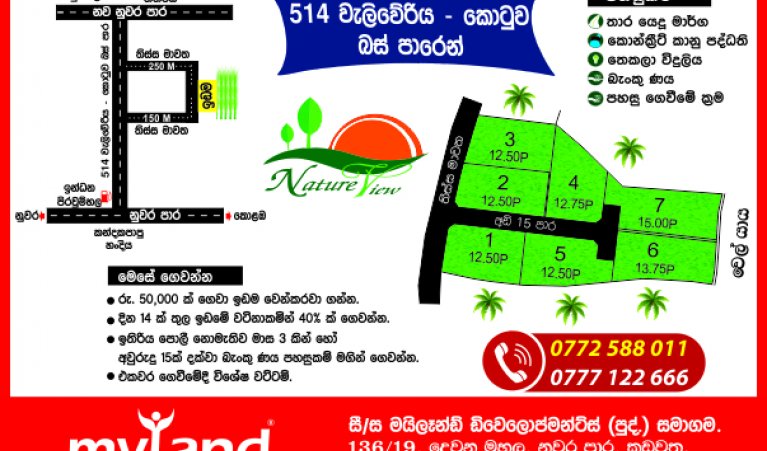 නව නුවර පාර
තිස්ස මාවත
250 M
ඉඩම
150 M
තිස්ස මාවත
514 වැලිවේරිය - කොටුව බස් පාර
ඉන්ධන
පිරවුම්හල
නුවර
නුවර පාර
කොළඹ
කන්දකපාපු
හංදිය
514 වැලිවේරිය - කොටුව
බස් පාරෙන්
තාර යෙදූ මාර්ග
කොන්ක්‍රීට් කානු පද්ධති
තෙකලා විදුලිය
බැංකු ණය
පහසු ගෙවීමේ ක්‍රම
Nature View
තිස්ස මාවත
3
12.50P
2
12.50P
4
12.75P
7
15.00P
අඩි 15 පාර
1
12.50P
5
12.50P
6
13.75P
වෙල් යාය
මෙසේ ගෙවන්න
• රු. 50,000 ක් ගෙවා ඉඩම වෙන්කරවා ගන්න.
• දින 14 ක් තුල ඉඩමේ වටිනාකමින් 40% ක් ගෙවන්න.
• ඉතිරිය පොලී නොමැතිව මාස 3 කින් හෝ
අවුරුදු 15ක් දක්වා බැංකු ණය පහසුකම් මගින් ගෙවන්න.
• එකවර ගෙවීමේදී විශේෂ වට්ටම්.
0772 588 011
0777 122 666
myLand
සී/ස මයිලෑන්ඩ් ඩිවෙලොප්මන්ට්ස් (පුද්.) සමාගම.
136/19, දෙවන මහල, නුවර පාර, කඩවත.